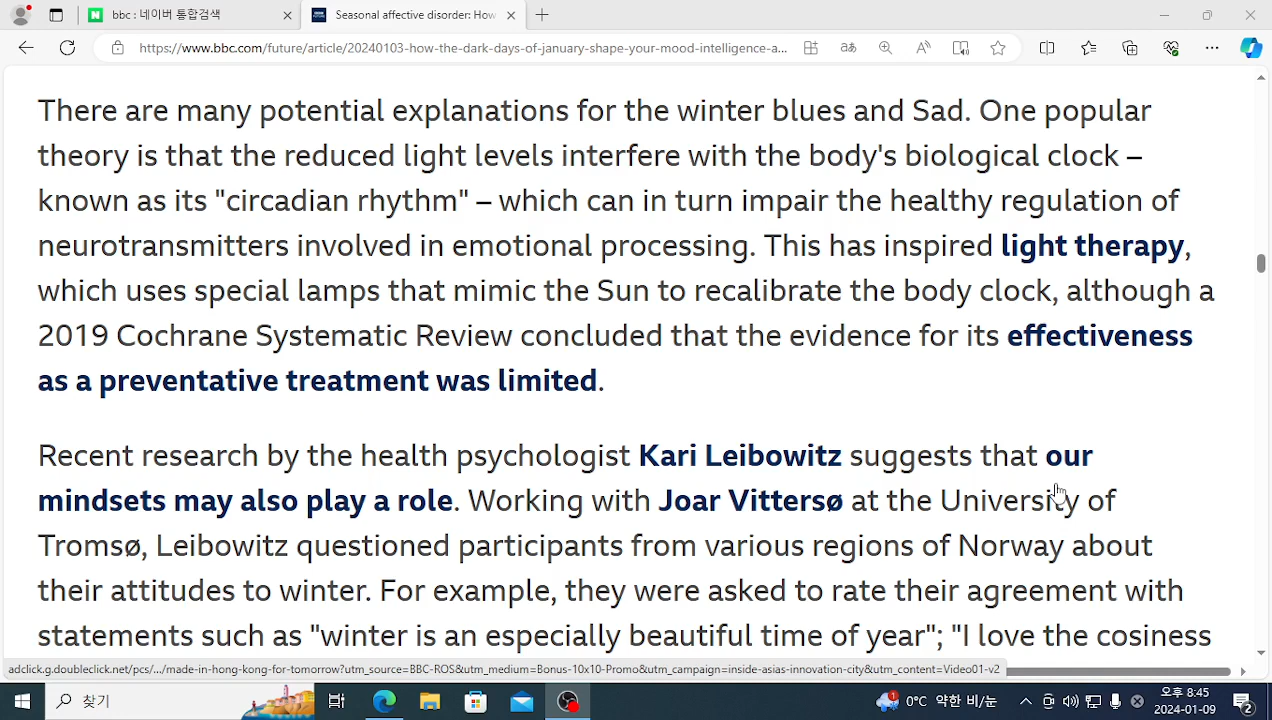 bbc : 네이버 통합검색
Seasonal affective disorder: How
https://www.bbc.com/future/article/20240103-how-the-dark-days-of-january-shape-your-mood-intelligence-a...
There are many potential explanations for the winter blues and Sad. One popular
theory is that the reduced light levels interfere with the body's biological clock –
known as its "circadian rhythm" – which can in turn impair the healthy regulation of
neurotransmitters involved in emotional processing. This has inspired light therapy,
which uses special lamps that mimic the Sun to recalibrate the body clock, although a
2019 Cochrane Systematic Review concluded that the evidence for its effectiveness
as a preventative treatment was limited.
Recent research by the health psychologist Kari Leibowitz suggests that our
mindsets may also play a role. Working with Joar Vittersø at the University of
Tromsø, Leibowitz questioned participants from various regions of Norway about
their attitudes to winter. For example, they were asked to rate their agreement with
statements such as "winter is an especially beautiful time of year"; "I love the cosiness
adclick.g.doubleclick.net/pcs/.../made-in-hong-kong-for-tomorrow?utm_source=BBC-ROS&utm_medium=Bonus-10x10-Promo&utm_campaign=inside-asias-innovation-city&utm_content=Video01-v2
찾기
1
0°C 약한 비/눈
오후 8:45
2024-01-09
2